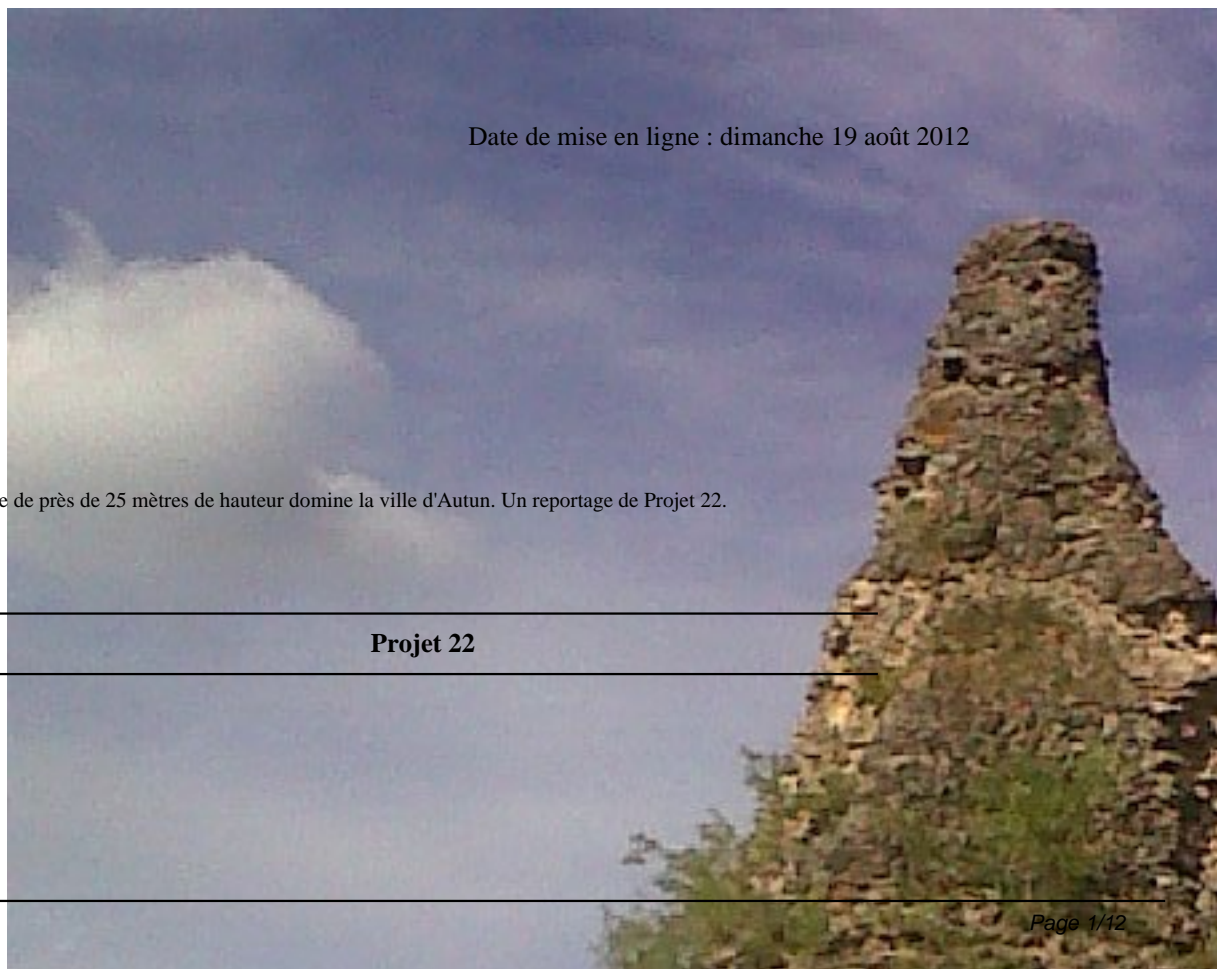 Date de mise en ligne : dimanche 19 août 2012
de près de 25 mètres de hauteur domine la ville d'Autun. Un reportage de Projet 22.
Projet 22
Page 1/12